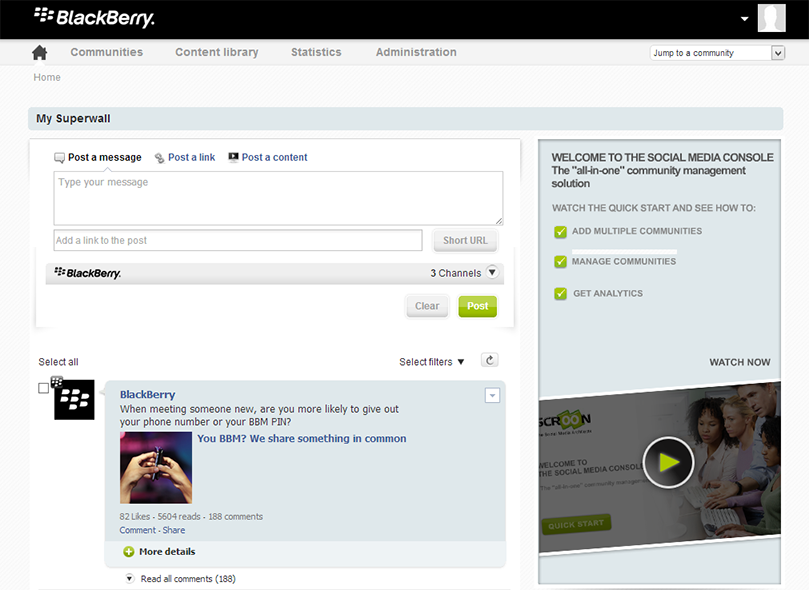 BlackBerry.
Communities Content library Statistics Administration
Jump to a community
Home
My Superwall
Post a message Post a link Post a content
Type your message
Add a link to the post
Short URL
BlackBerry.
3 Channels
Clear
Post
Select all
Select filters
BlackBerry
When meeting someone new, are you more likely to give out
your phone number or your BBM PIN?
You BBM? We share something in common
82 Likes - 5604 reads - 188 comments
Comment - Share
More details
Read all comments (188)
WELCOME TO THE SOCIAL MEDIA CONSOLE
The "all-in-one" community management
solution
WATCH THE QUICK START AND SEE HOW TO:
ADD MULTIPLE COMMUNITIES
MANAGE COMMUNITIES
GET ANALYTICS
WATCH NOW
SCROON
WELCOME TO
THE SOCIAL MEDIA CONSOLE
The "all-in-one" community
QUICK START